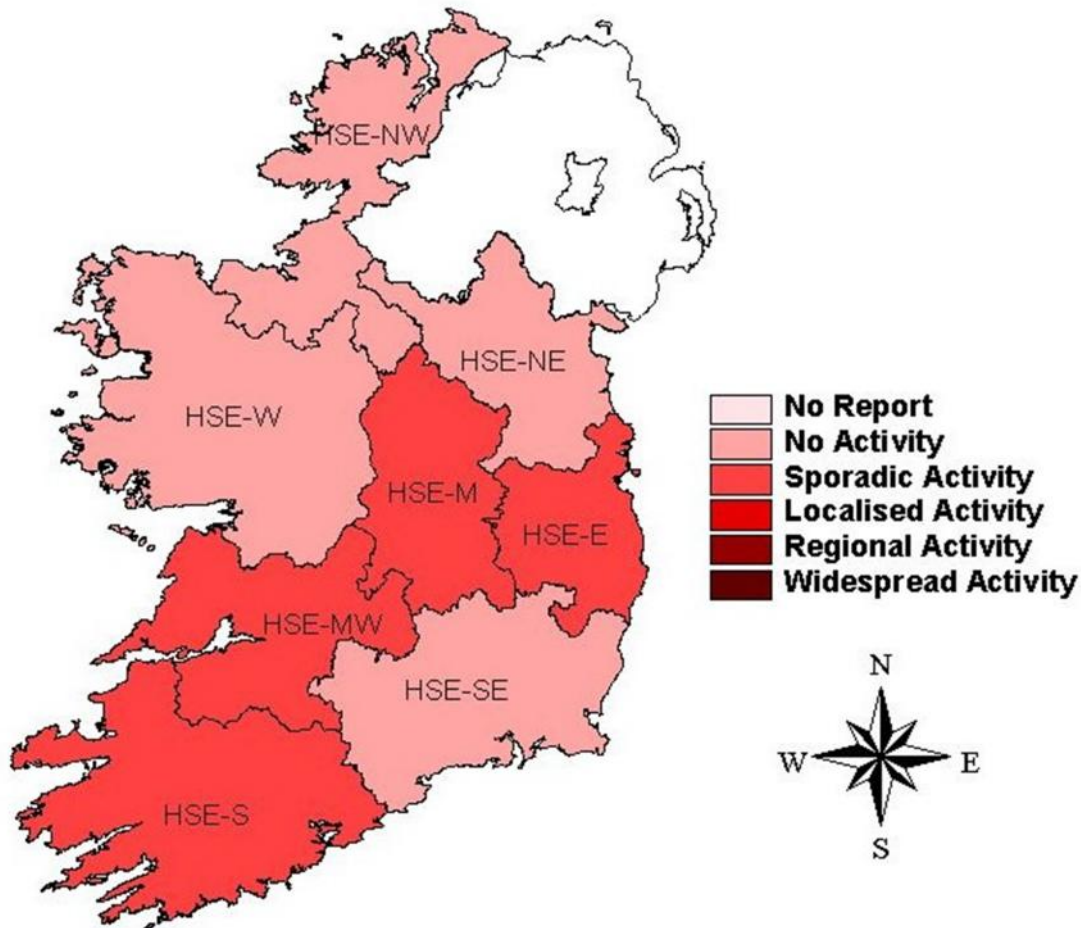 HSE-NW
HSE-NE
HSE-W
HSE-M
HSE-E
HSE-MW
HSE-SE
HSE-S
No Report
No Activity
Sporadic Activity
Localised Activity
Regional Activity
Widespread Activity
N
W E
S